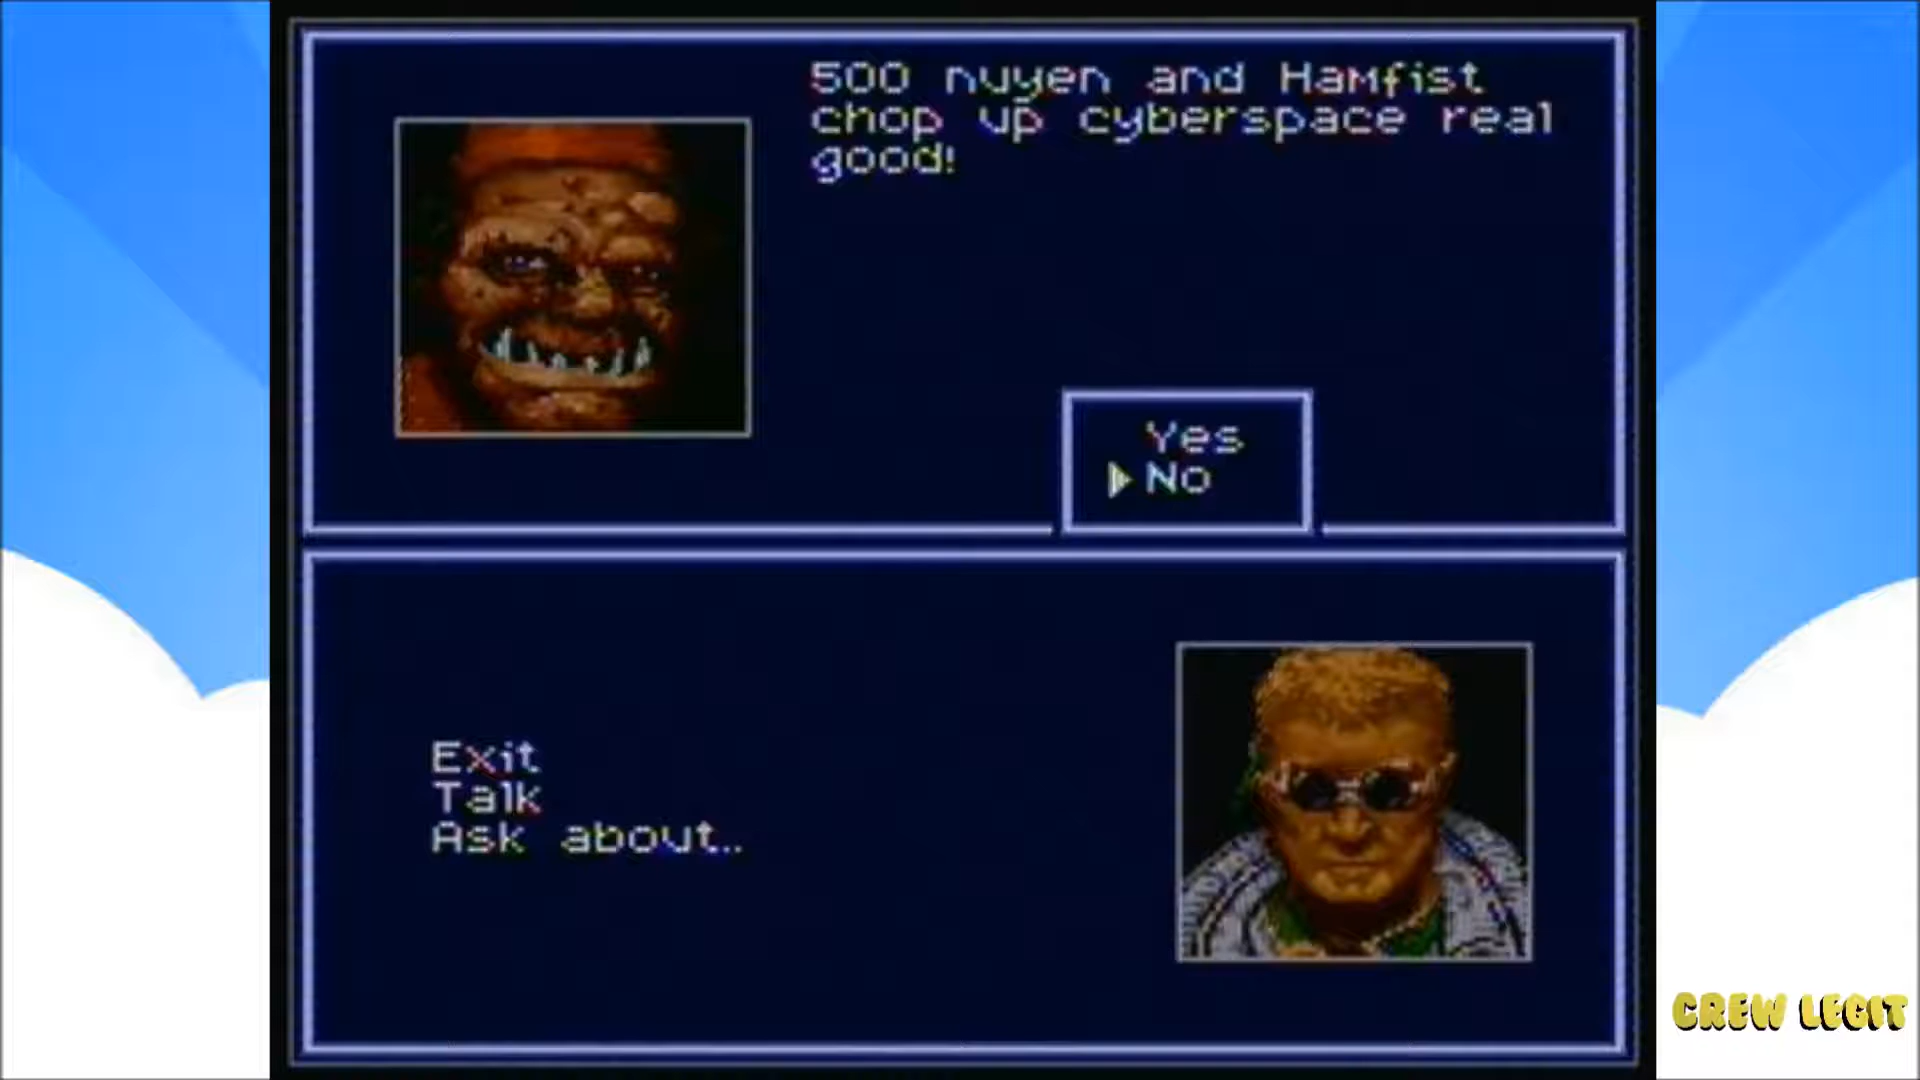 500 nuyen and Hamfist
chop up cyberspace real
good!
Yes
No
Exit
Talk
Ask about..
CREW LEGIT